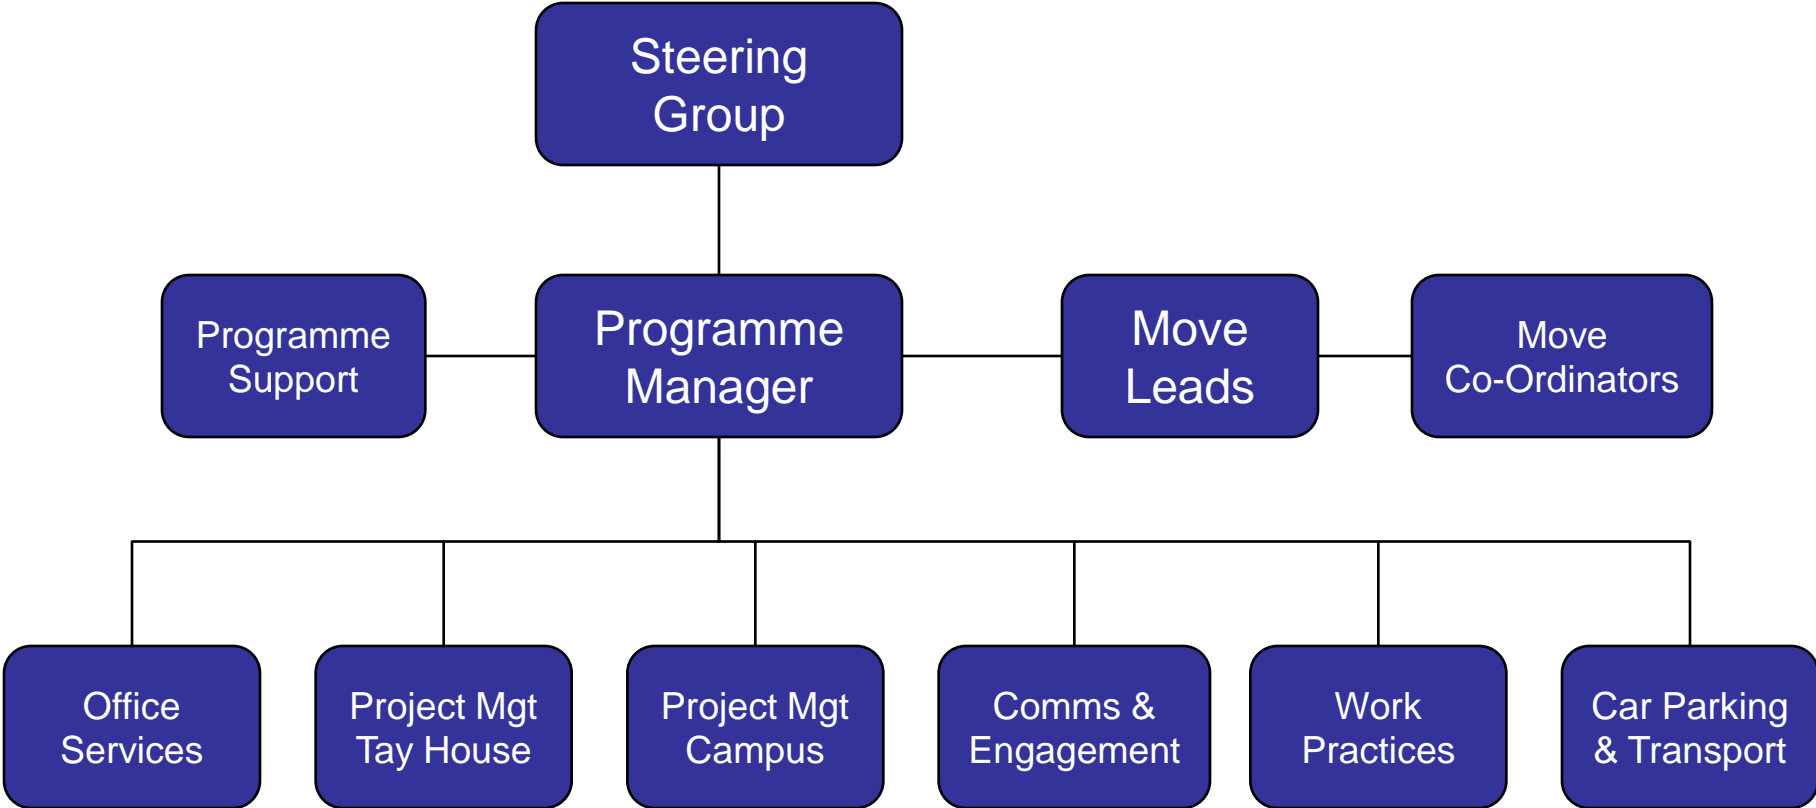 Steering
Group
Programme
Support
Programme
Manager
Move
Leads
Move
Co-Ordinators
Office
Services
Project Mgt
Tay House
Project Mgt
Campus
Comms &
Engagement
Work
Practices
Car Parking
& Transport